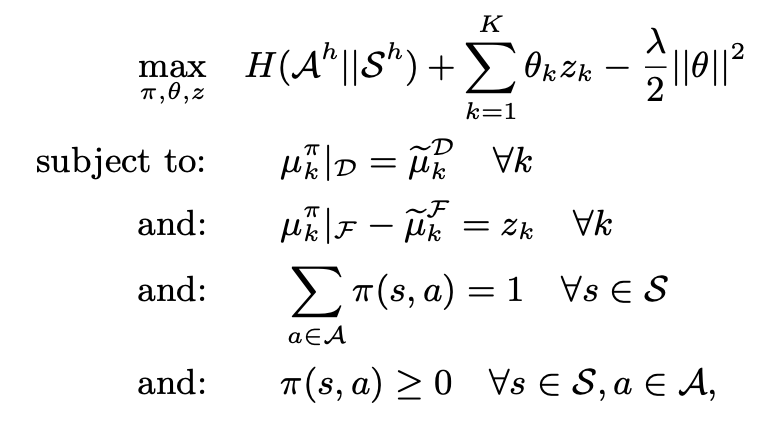 max_{π,θ,z} H(𝒜^h||𝒮^h) + ∑_{k=1}^{K} θ_k z_k − λ/2 ||θ||^2
subject to: μ_k^π|_𝒟 = μ̃_k^𝒟 ∀k
and: μ_k^π|_ℱ − μ̃_k^ℱ = z_k ∀k
and: ∑_{a∈𝒜} π(s, a) = 1 ∀s ∈ 𝒮
and: π(s, a) ≥ 0 ∀s ∈ 𝒮, a ∈ 𝒜,